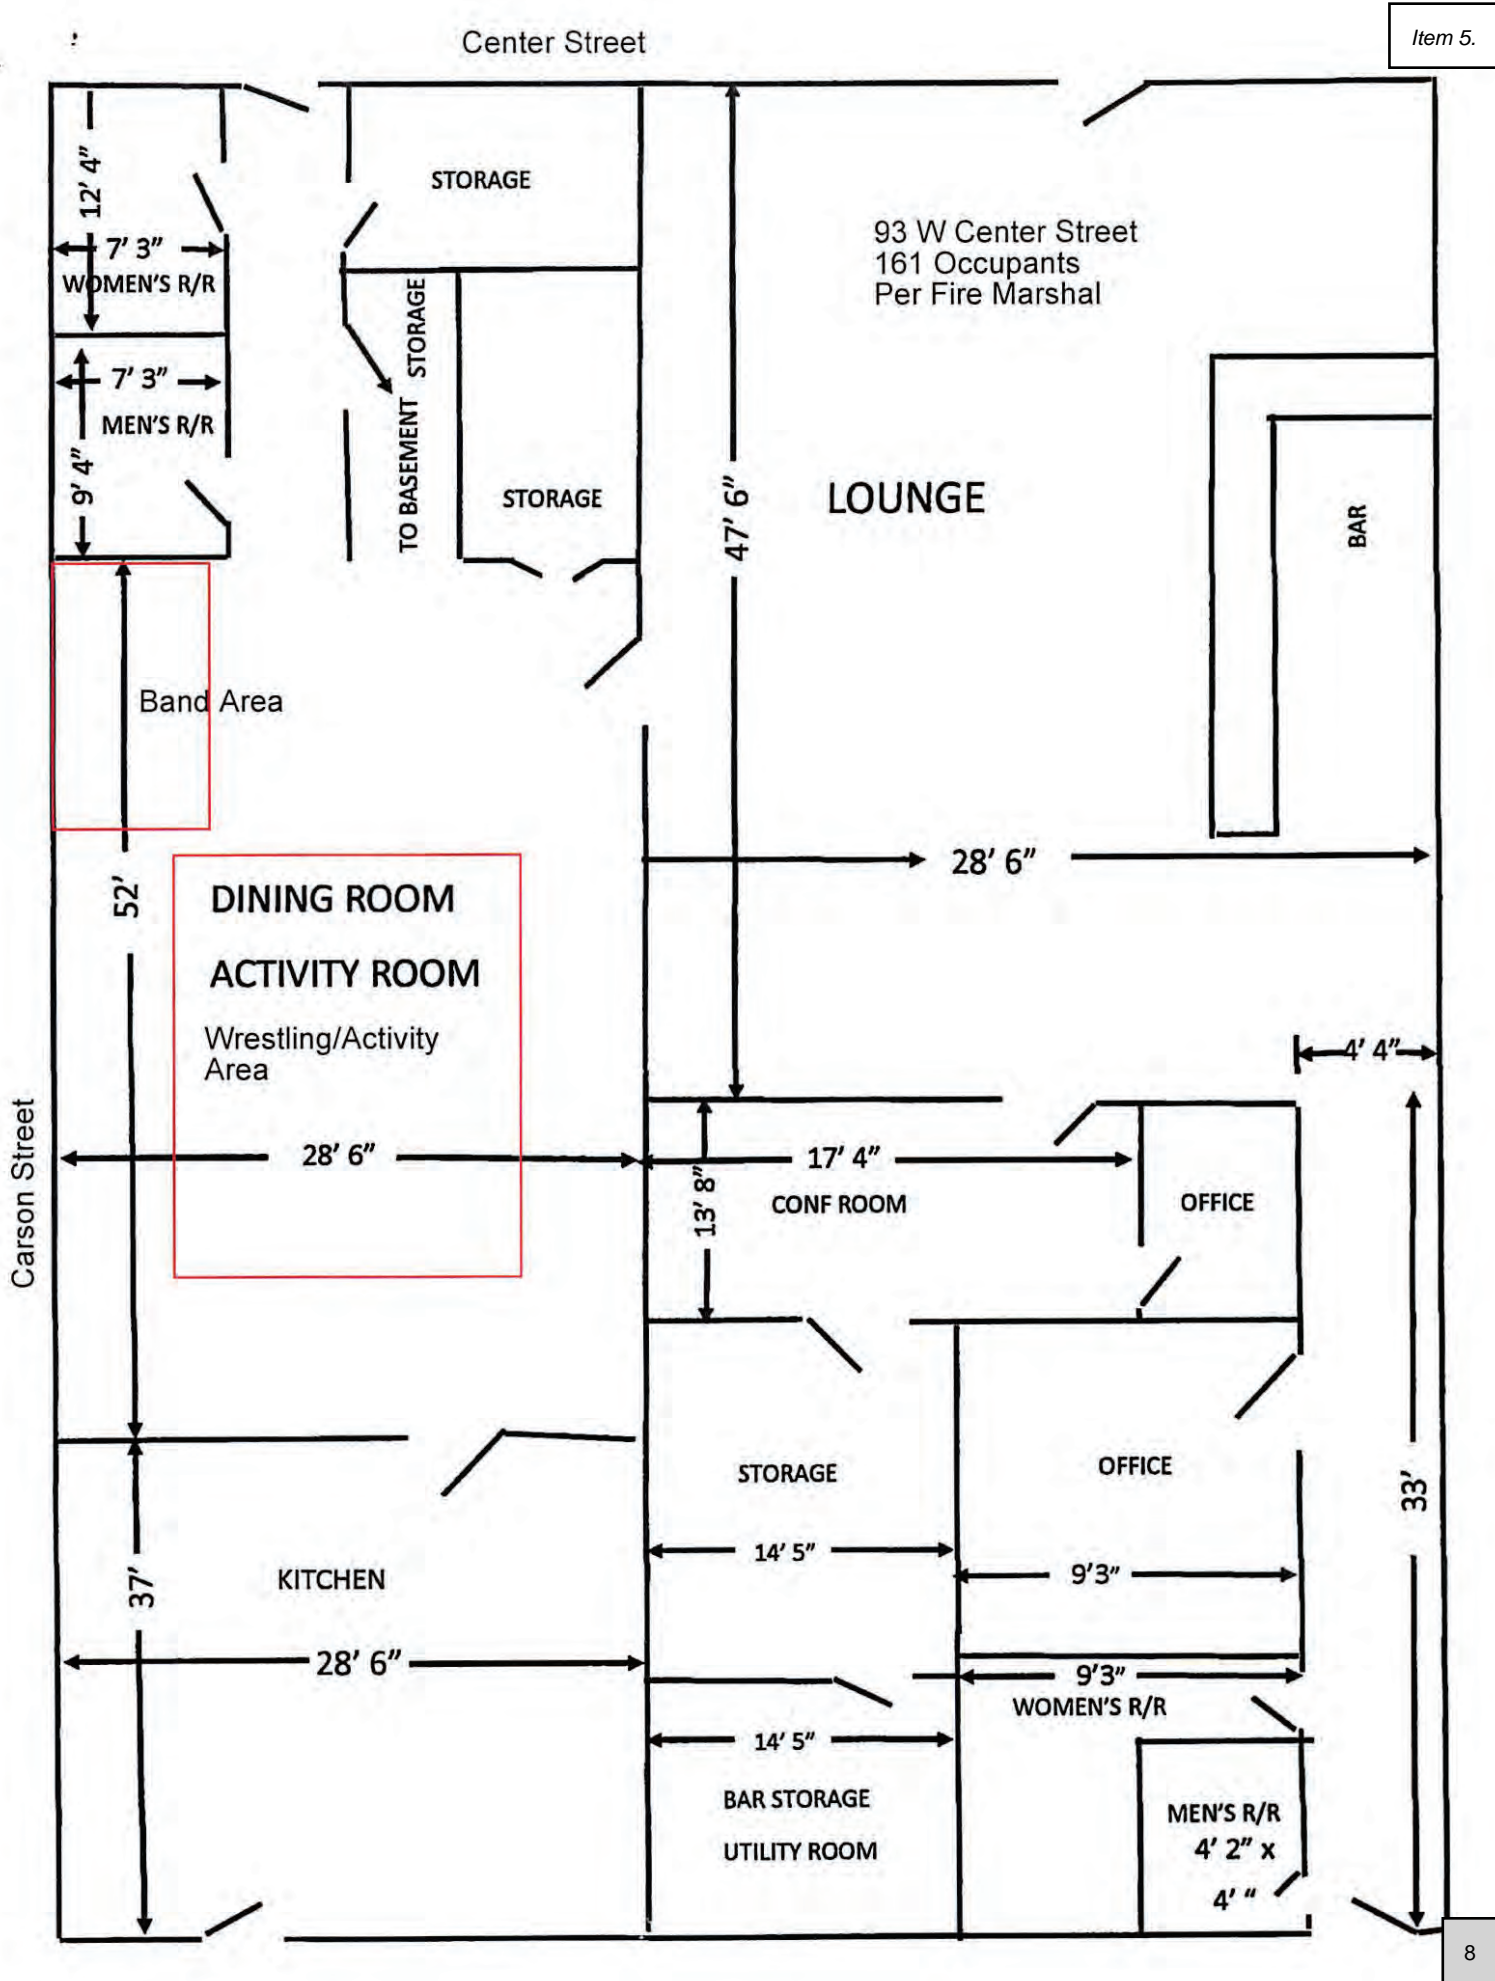 Center Street
Item 5.
12’ 4”
7’ 3”
WOMEN’S R/R
7’ 3”
MEN’S R/R
9’ 4”
STORAGE
TO BASEMENT STORAGE
STORAGE
93 W Center Street
161 Occupants
Per Fire Marshal
LOUNGE
47’ 6”
BAR
28’ 6”
Band Area
52’
DINING ROOM
ACTIVITY ROOM
Wrestling/Activity
Area
28’ 6”
Carson Street
4’ 4”
17’ 4”
13’ 8”
CONF ROOM
OFFICE
STORAGE
14’ 5”
OFFICE
9’3”
33’
37’
KITCHEN
28’ 6”
9’3”
WOMEN’S R/R
14’ 5”
BAR STORAGE
UTILITY ROOM
MEN’S R/R
4’ 2” x
4’ “
8